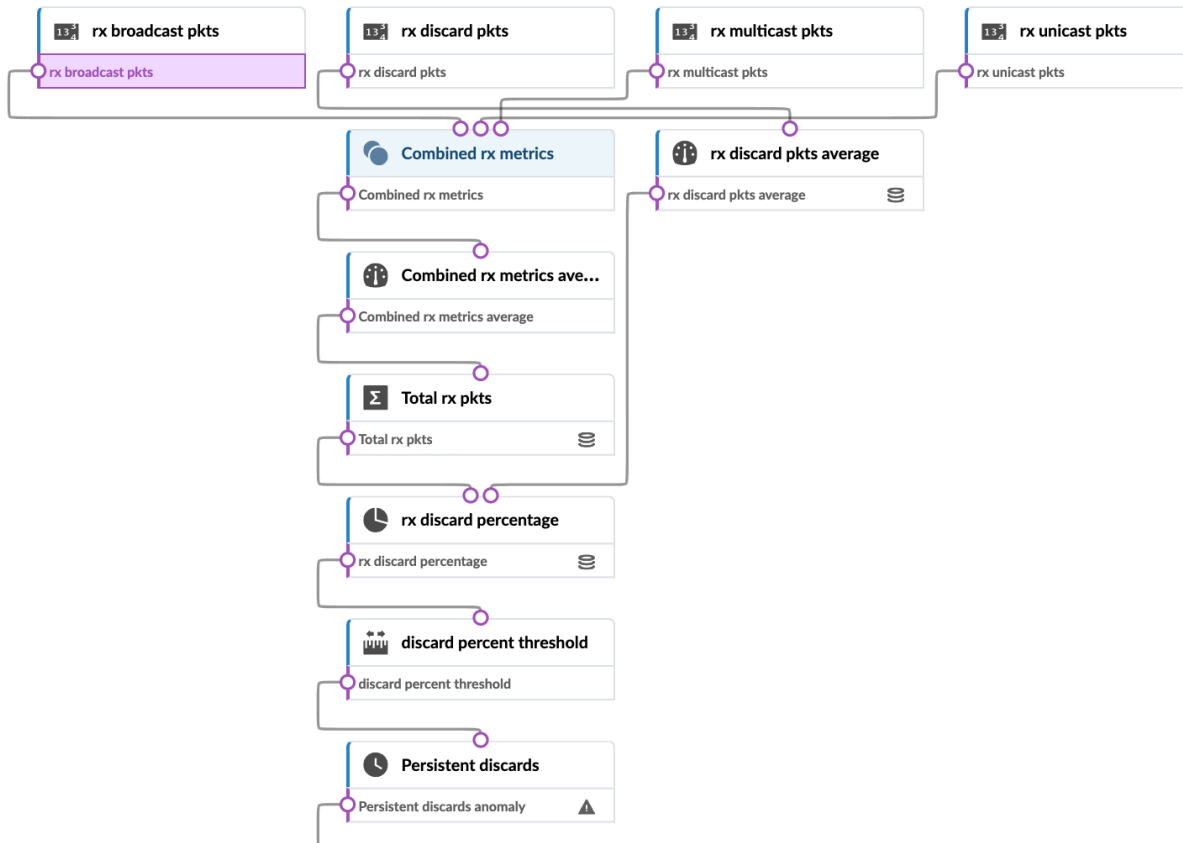 rx broadcast pkts
rx broadcast pkts
rx discard pkts
rx discard pkts
rx multicast pkts
rx multicast pkts
rx unicast pkts
rx unicast pkts
Combined rx metrics
Combined rx metrics
rx discard pkts average
rx discard pkts average
Combined rx metrics ave...
Combined rx metrics average
Total rx pkts
Total rx pkts
rx discard percentage
rx discard percentage
discard percent threshold
discard percent threshold
Persistent discards
Persistent discards anomaly